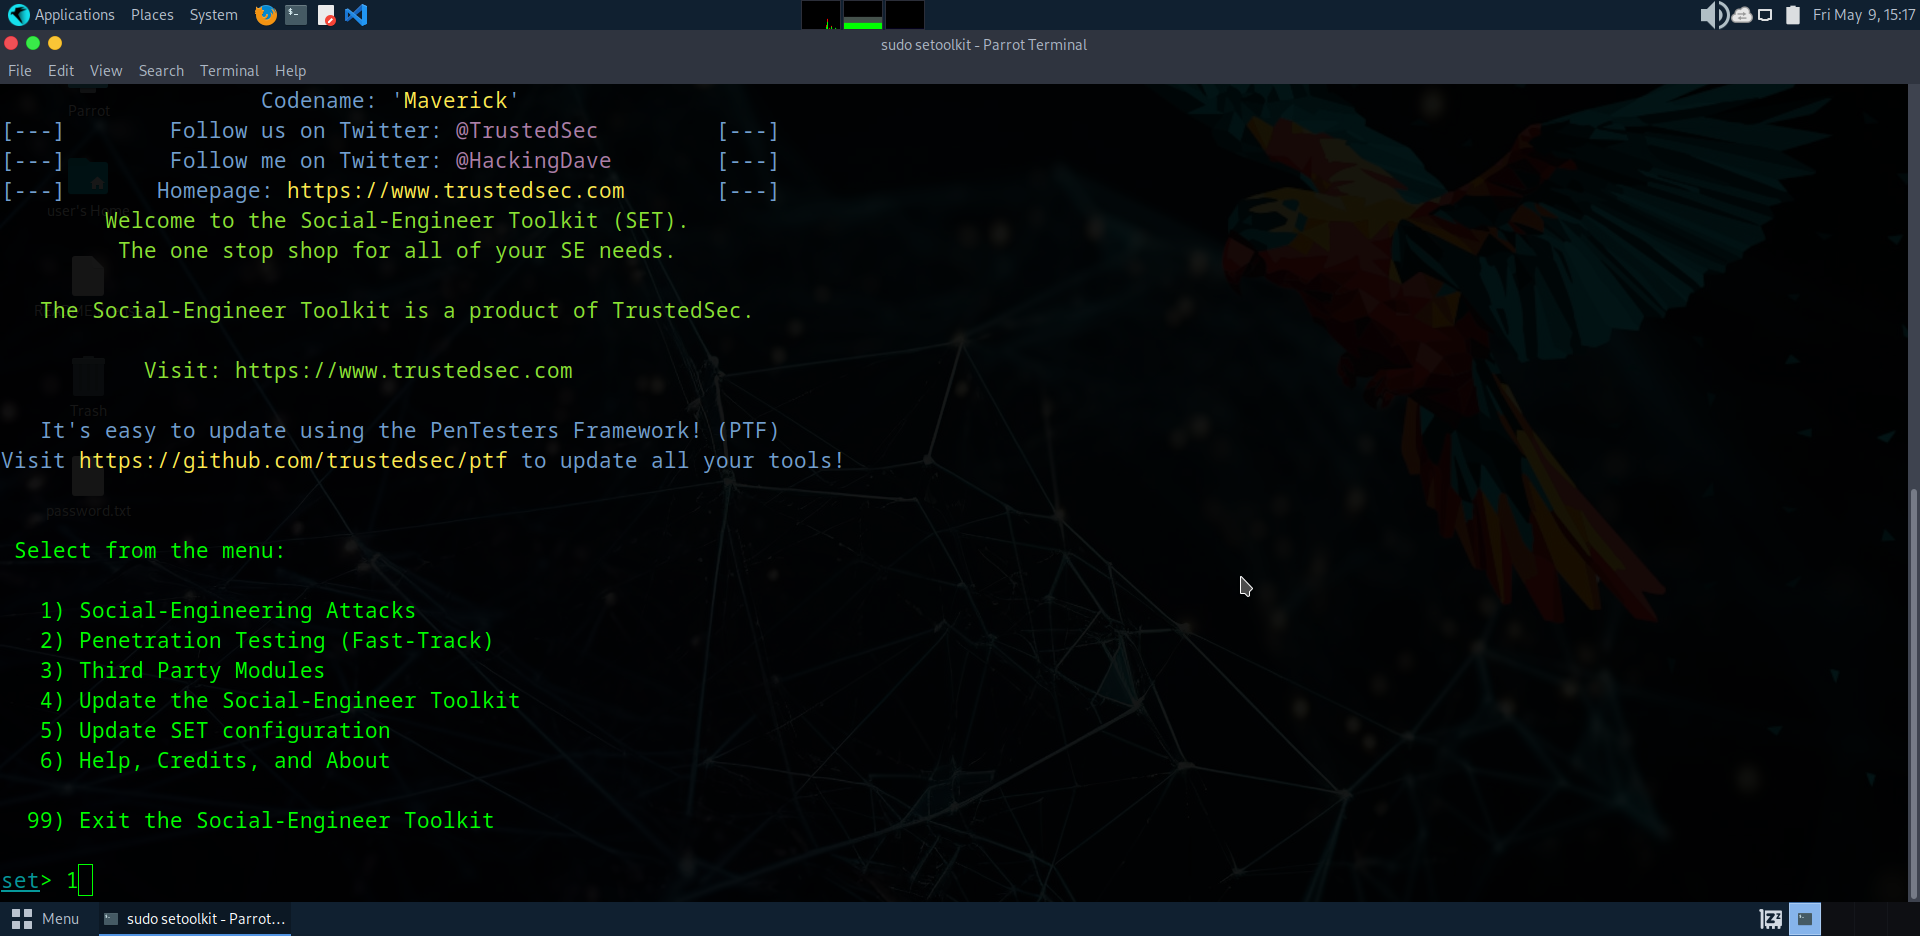 Applications Places System Fri May 9, 15:17
sudo setoolkit - Parrot Terminal
File Edit View Search Terminal Help
Codename: 'Maverick'
Parrot
[---] Follow us on Twitter: @TrustedSec [---]
[---] Follow me on Twitter: @HackingDave [---]
[---] Homepage: https://www.trustedsec.com [---]
user's Home
Welcome to the Social-Engineer Toolkit (SET).
The one stop shop for all of your SE needs.
The Social-Engineer Toolkit is a product of TrustedSec.
Visit: https://www.trustedsec.com
Trash
It's easy to update using the PenTesters Framework! (PTF)
Visit https://github.com/trustedsec/ptf to update all your tools!
password.txt
Select from the menu:
1) Social-Engineering Attacks
2) Penetration Testing (Fast-Track)
3) Third Party Modules
4) Update the Social-Engineer Toolkit
5) Update SET configuration
6) Help, Credits, and About
99) Exit the Social-Engineer Toolkit
set> 1
Menu sudo setoolkit - Parrot...